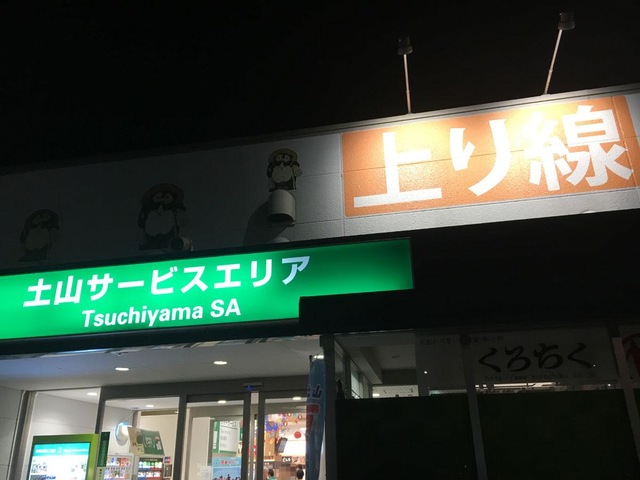 上り線
土山サービスエリア
Tsuchiyama SA
くろちく